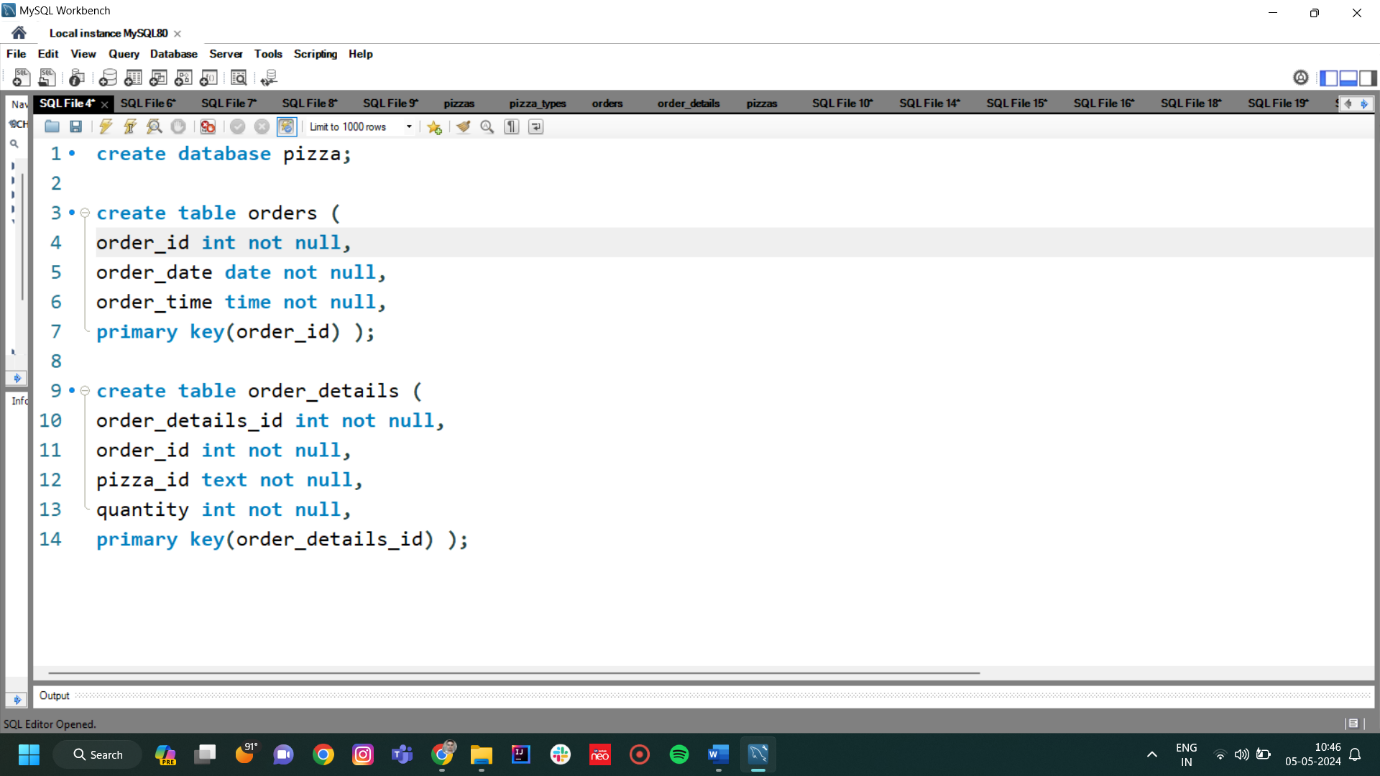 MySQL Workbench
Local instance MySQL80
File Edit View Query Database Server Tools Scripting Help
Nav SQL File 4* SQL File 6* SQL File 7* SQL File 8* SQL File 9* pizzas pizza_types orders order_details pizzas SQL File 10* SQL File 14* SQL File 15* SQL File 16* SQL File 18* SQL File 19*
Limit to 1000 rows
1 create database pizza;
2
3 create table orders (
4 order_id int not null,
5 order_date date not null,
6 order_time time not null,
7 primary key(order_id) );
8
9 create table order_details (
10 order_details_id int not null,
11 order_id int not null,
12 pizza_id text not null,
13 quantity int not null,
14 primary key(order_details_id) );
Info
Output
SQL Editor Opened.
Search
PRE
91°
neo
ENG
IN
10:46
05-05-2024